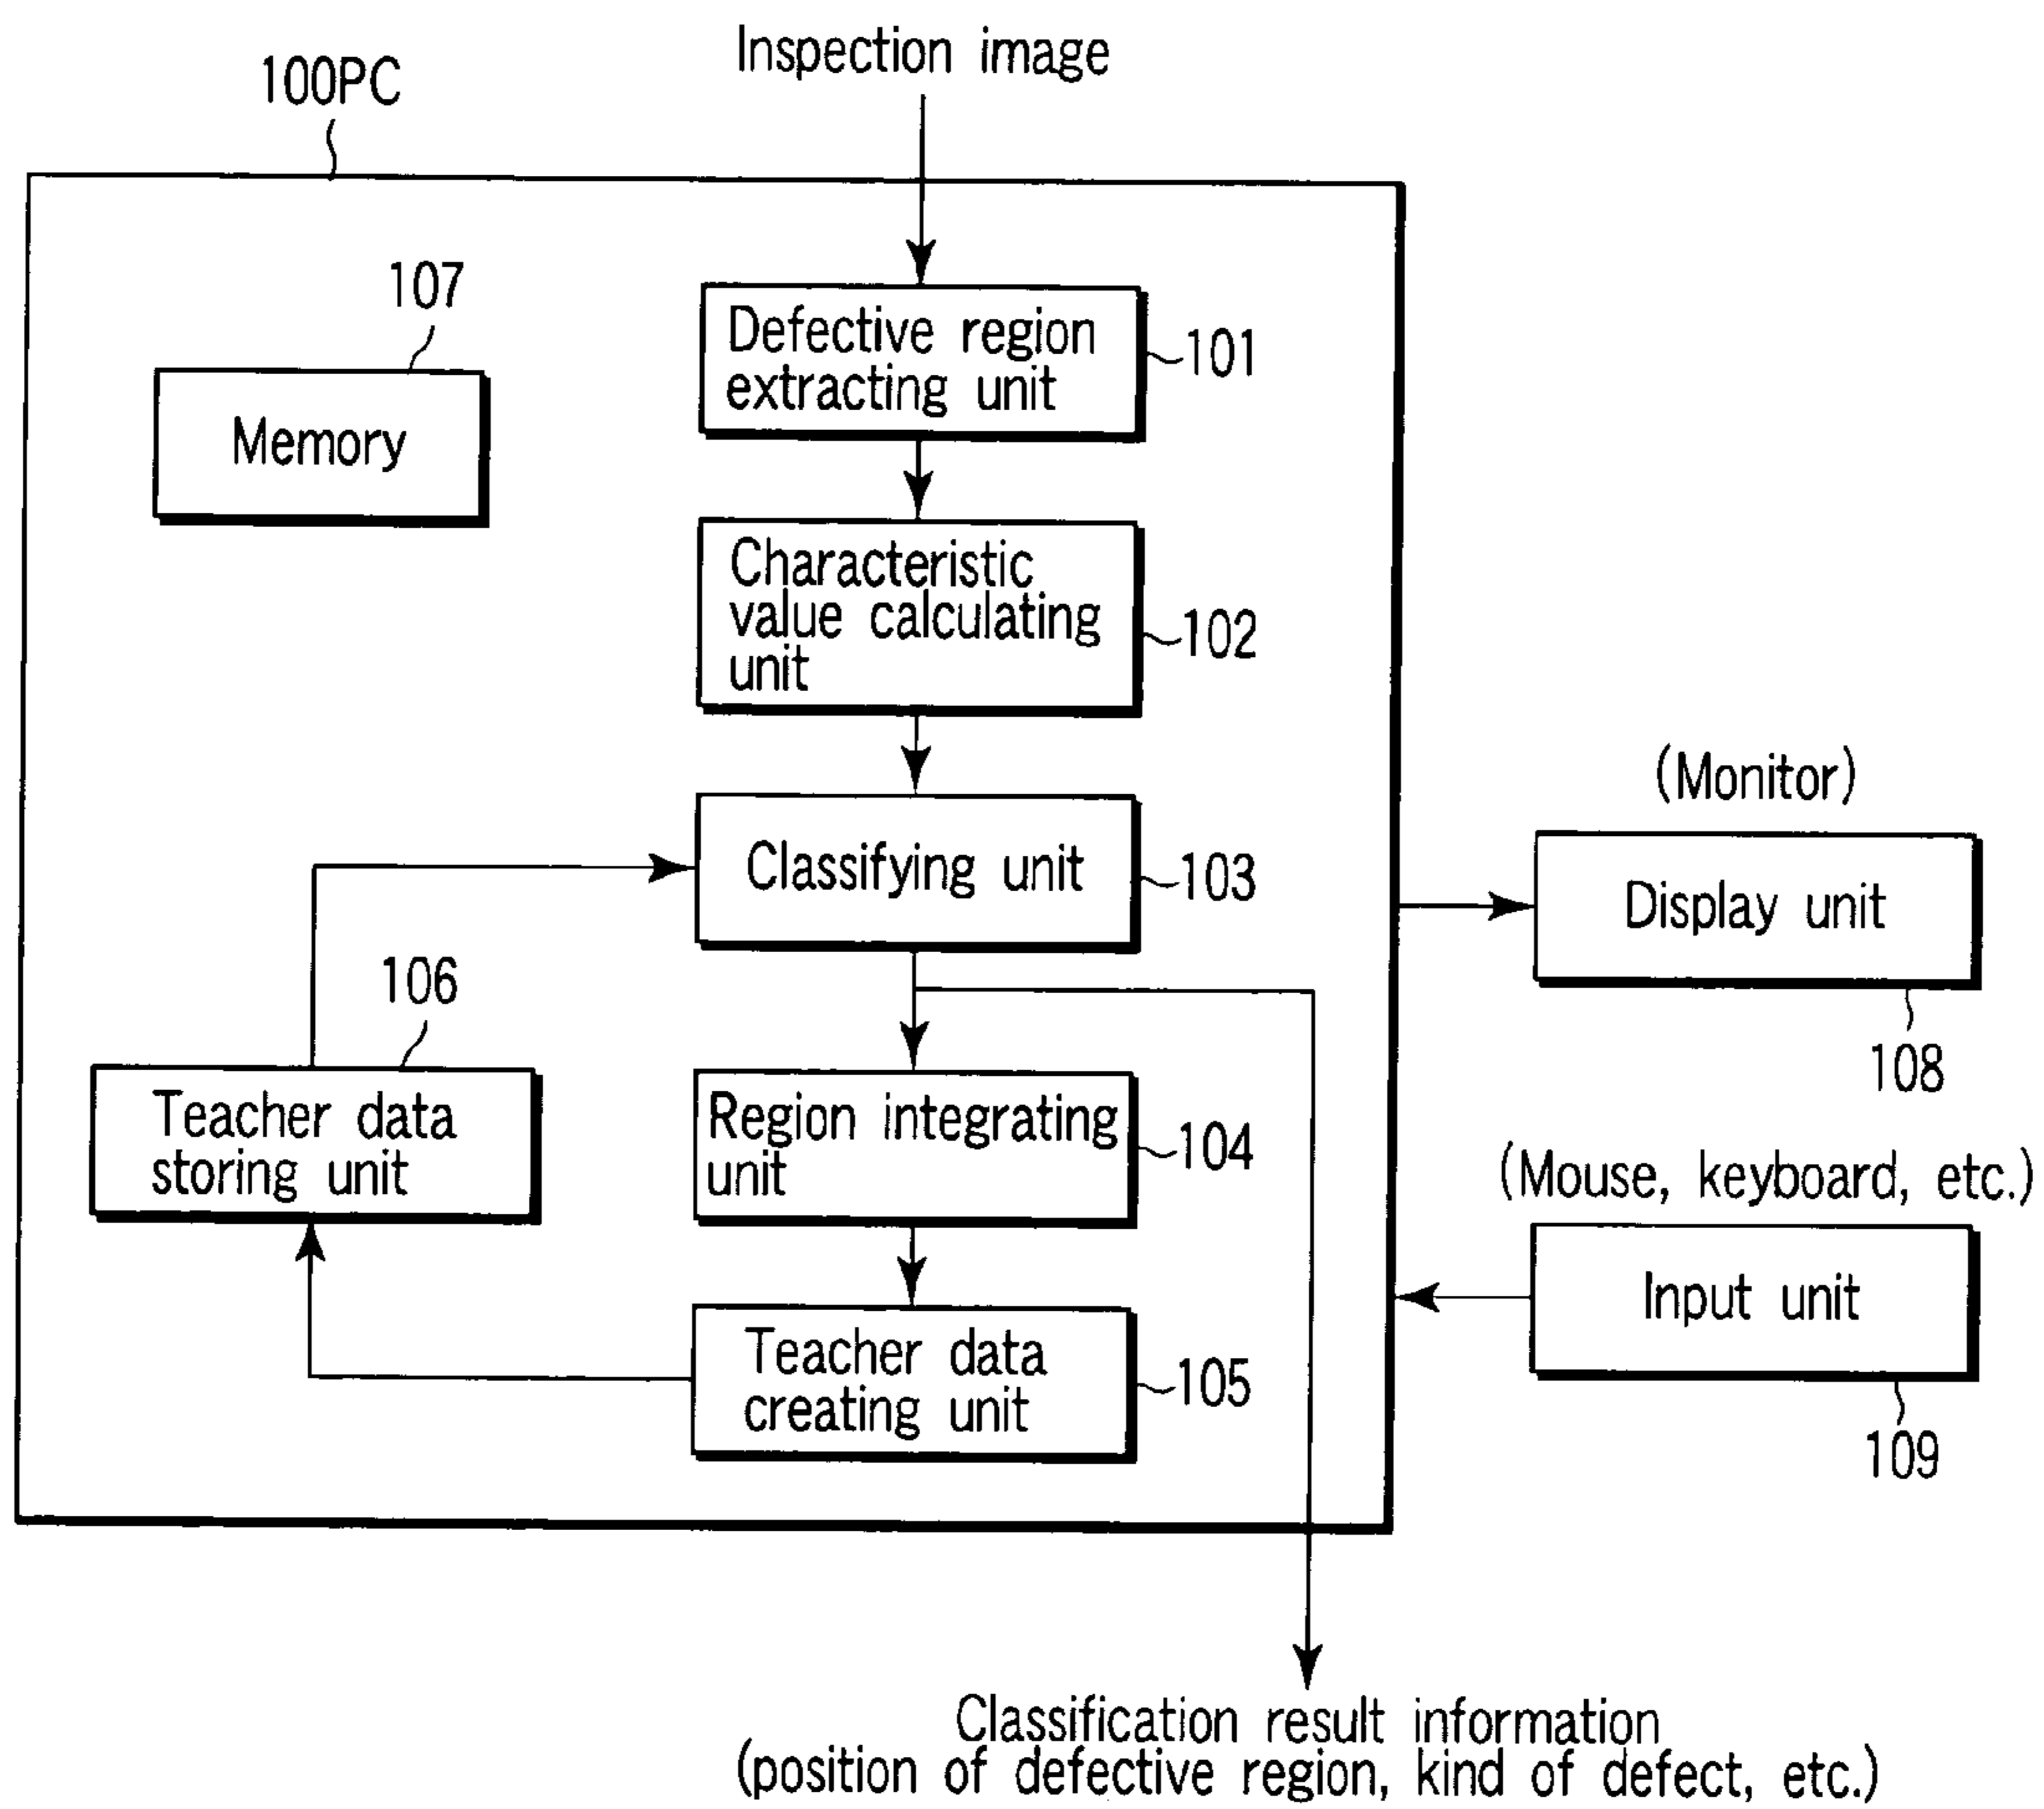 Inspection image
100PC
107
Memory
Defective region
extracting unit
101
Characteristic
value calculating
unit
102
Classifying unit
103
(Monitor)
Display unit
108
106
Teacher data
storing unit
Region integrating
unit
104
(Mouse, keyboard, etc.)
Input unit
109
Teacher data
creating unit
105
Classification result information
(position of defective region, kind of defect, etc.)